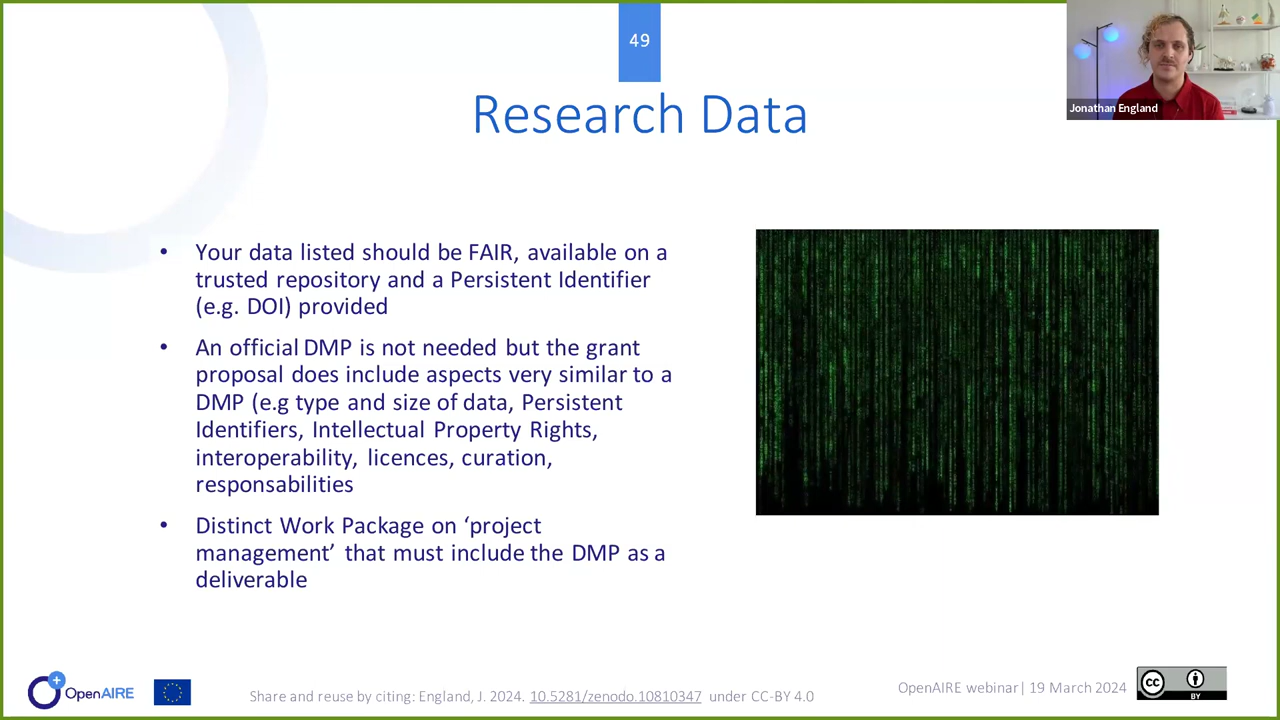 49
Jonathan England
Research Data
• Your data listed should be FAIR, available on a
trusted repository and a Persistent Identifier
(e.g. DOI) provided
• An official DMP is not needed but the grant
proposal does include aspects very similar to a
DMP (e.g type and size of data, Persistent
Identifiers, Intellectual Property Rights,
interoperability, licences, curation,
responsabilities
• Distinct Work Package on ‘project
management’ that must include the DMP as a
deliverable
OpenAIRE
Share and reuse by citing: England, J. 2024. 10.5281/zenodo.10810347 under CC-BY 4.0
OpenAIRE webinar| 19 March 2024
CC
BY